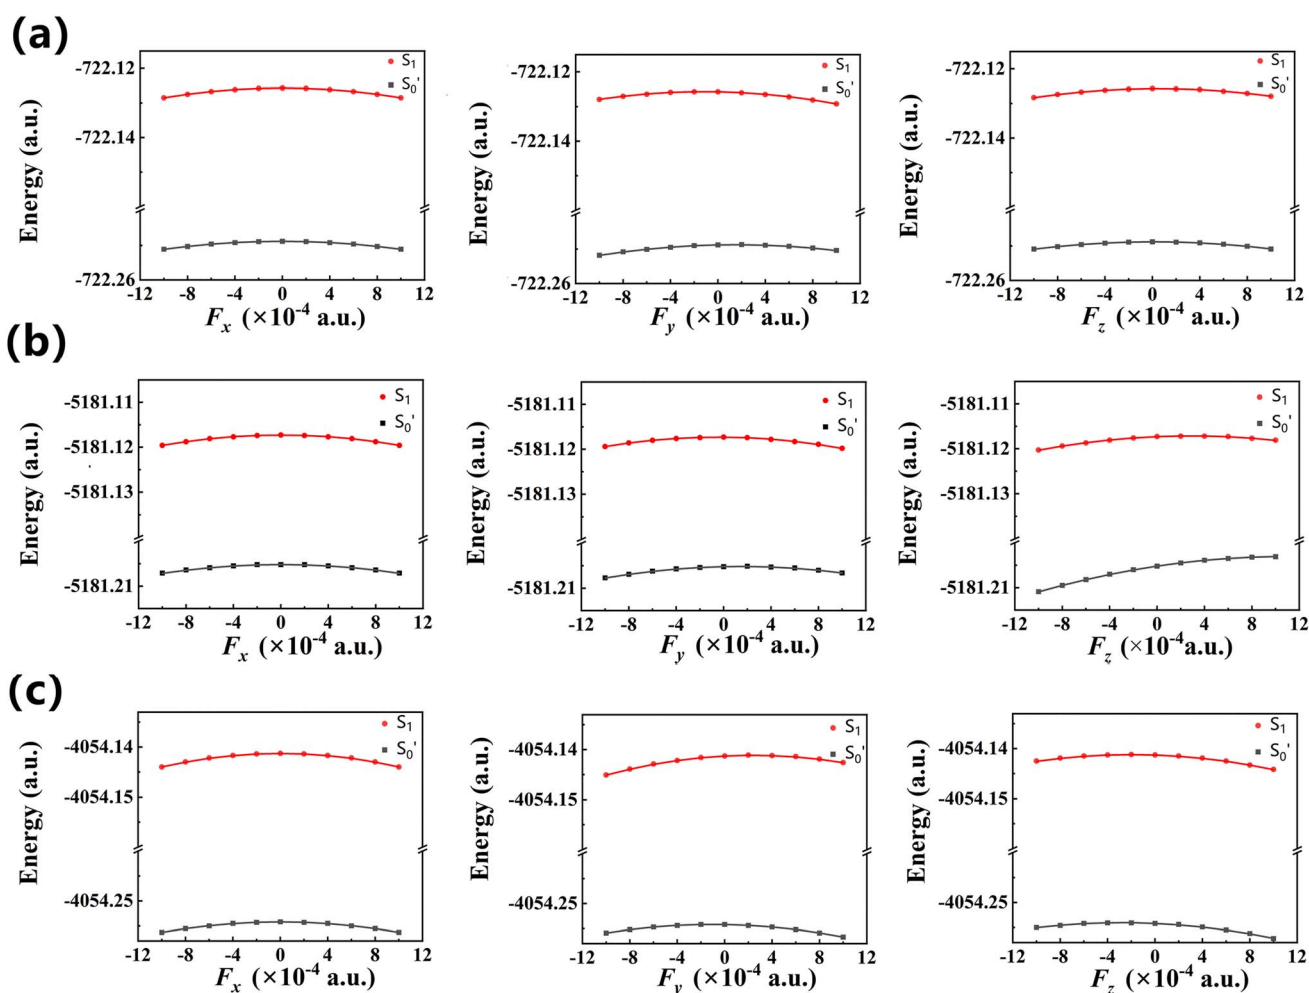 (a)
Energy (a.u.)
-722.12
-722.14
-722.26
S₁
S₀'
-12 -8 -4 0 4 8 12
Fₓ (×10⁻⁴ a.u.)
Energy (a.u.)
-722.12
-722.14
-722.26
S₁
S₀'
-12 -8 -4 0 4 8 12
F_y (×10⁻⁴ a.u.)
Energy (a.u.)
-722.12
-722.14
-722.26
S₁
S₀'
-12 -8 -4 0 4 8 12
F_z (×10⁻⁴ a.u.)
(b)
Energy (a.u.)
-5181.11
-5181.12
-5181.13
-5181.21
S₁
S₀'
-12 -8 -4 0 4 8 12
Fₓ (×10⁻⁴ a.u.)
Energy (a.u.)
-5181.11
-5181.12
-5181.13
-5181.21
S₁
S₀'
-12 -8 -4 0 4 8 12
F_y (×10⁻⁴ a.u.)
Energy (a.u.)
-5181.11
-5181.12
-5181.13
-5181.21
S₁
S₀'
-12 -8 -4 0 4 8 12
F_z (×10⁻⁴a.u.)
(c)
Energy (a.u.)
-4054.14
-4054.15
-4054.25
S₁
S₀'
-12 -8 -4 0 4 8 12
Fₓ (×10⁻⁴ a.u.)
Energy (a.u.)
-4054.14
-4054.15
-4054.25
S₁
S₀'
-12 -8 -4 0 4 8 12
F_y (×10⁻⁴ a.u.)
Energy (a.u.)
-4054.14
-4054.15
-4054.25
S₁
S₀'
-12 -8 -4 0 4 8 12
F_z (×10⁻⁴ a.u.)